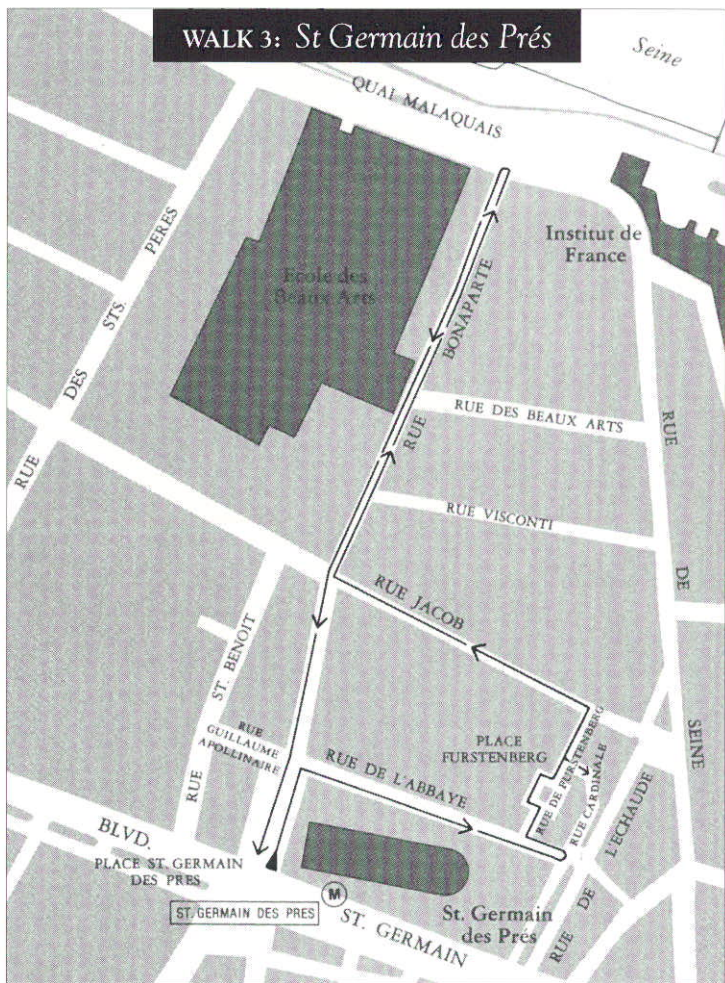 WALK 3: St Germain des Prés
Seine
QUAI MALAQUAIS
Institut de
France
Ecole des
Beaux Arts
RUE DES STS. PERES
RUE BONAPARTE
RUE DES BEAUX ARTS
RUE VISCONTI
RUE DE SEINE
RUE JACOB
RUE ST. BENOIT
RUE
GUILLAUME
APOLLINAIRE
PLACE
FURSTENBERG
RUE DE FURSTENBERG
RUE CARDINALE
RUE DE L'ECHAUDE
RUE DE L'ABBAYE
BLVD. ST. GERMAIN
PLACE ST. GERMAIN
DES PRES
M
ST. GERMAIN DES PRES
St. Germain
des Prés